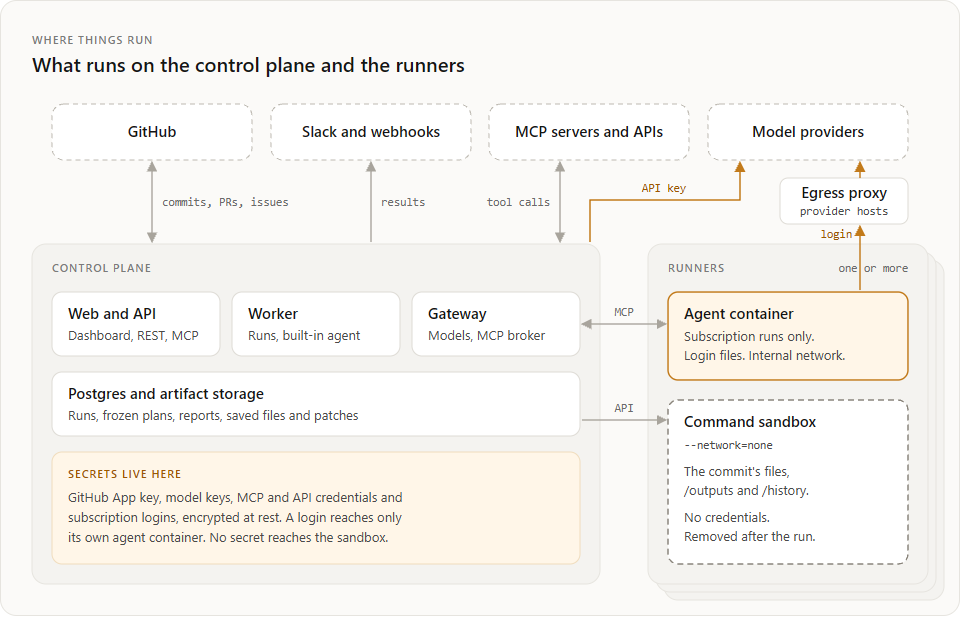 WHERE THINGS RUN
What runs on the control plane and the runners
GitHub
Slack and webhooks
MCP servers and APIs
Model providers
commits, PRs, issues
results
tool calls
API key
Egress proxy
provider hosts
login
CONTROL PLANE
Web and API
Dashboard, REST, MCP
Worker
Runs, built-in agent
Gateway
Models, MCP broker
Postgres and artifact storage
Runs, frozen plans, reports, saved files and patches
SECRETS LIVE HERE
GitHub App key, model keys, MCP and API credentials and
subscription logins, encrypted at rest. A login reaches only
its own agent container. No secret reaches the sandbox.
MCP
API
RUNNERS
one or more
Agent container
Subscription runs only.
Login files. Internal network.
Command sandbox
--network=none
The commit's files,
/outputs and /history.
No credentials.
Removed after the run.